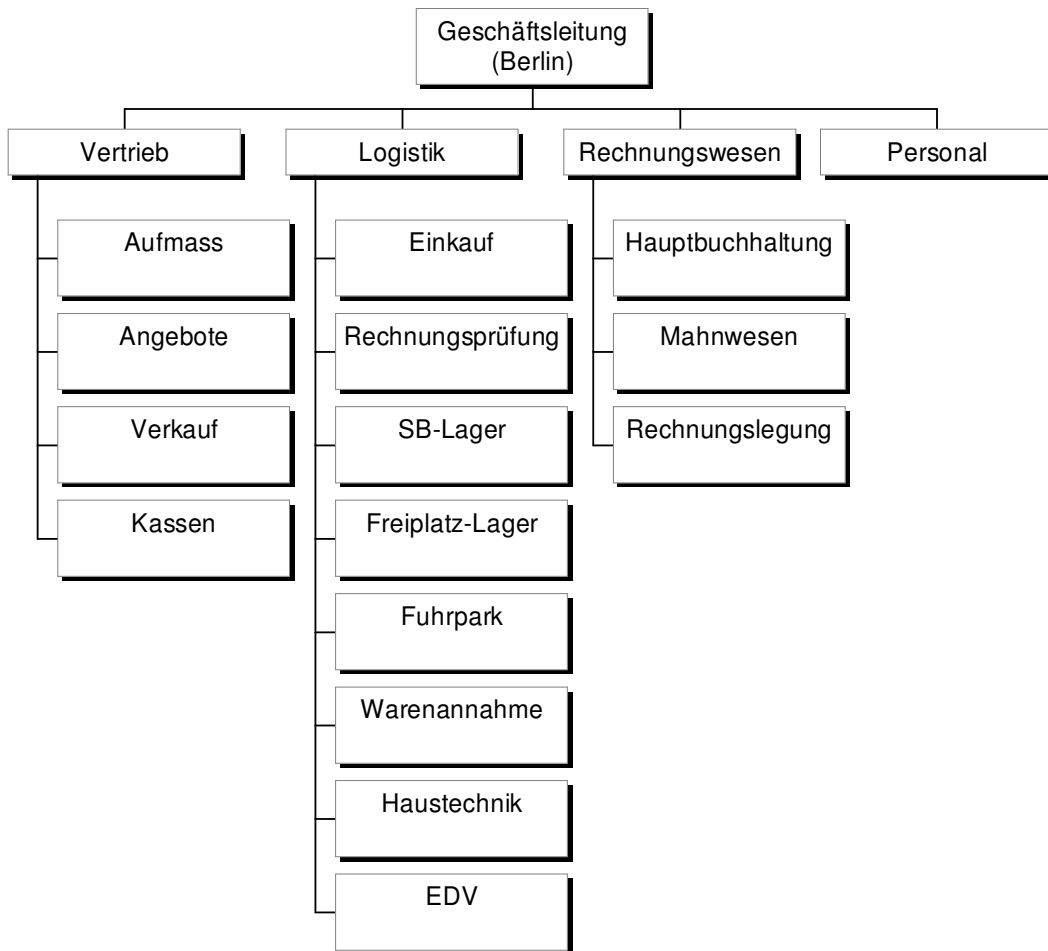 Geschäftsleitung
(Berlin)
Vertrieb
Logistik
Rechnungswesen
Personal
Aufmass
Angebote
Verkauf
Kassen
Einkauf
Rechnungsprüfung
SB-Lager
Freiplatz-Lager
Fuhrpark
Warenannahme
Haustechnik
EDV
Hauptbuchhaltung
Mahnwesen
Rechnungslegung